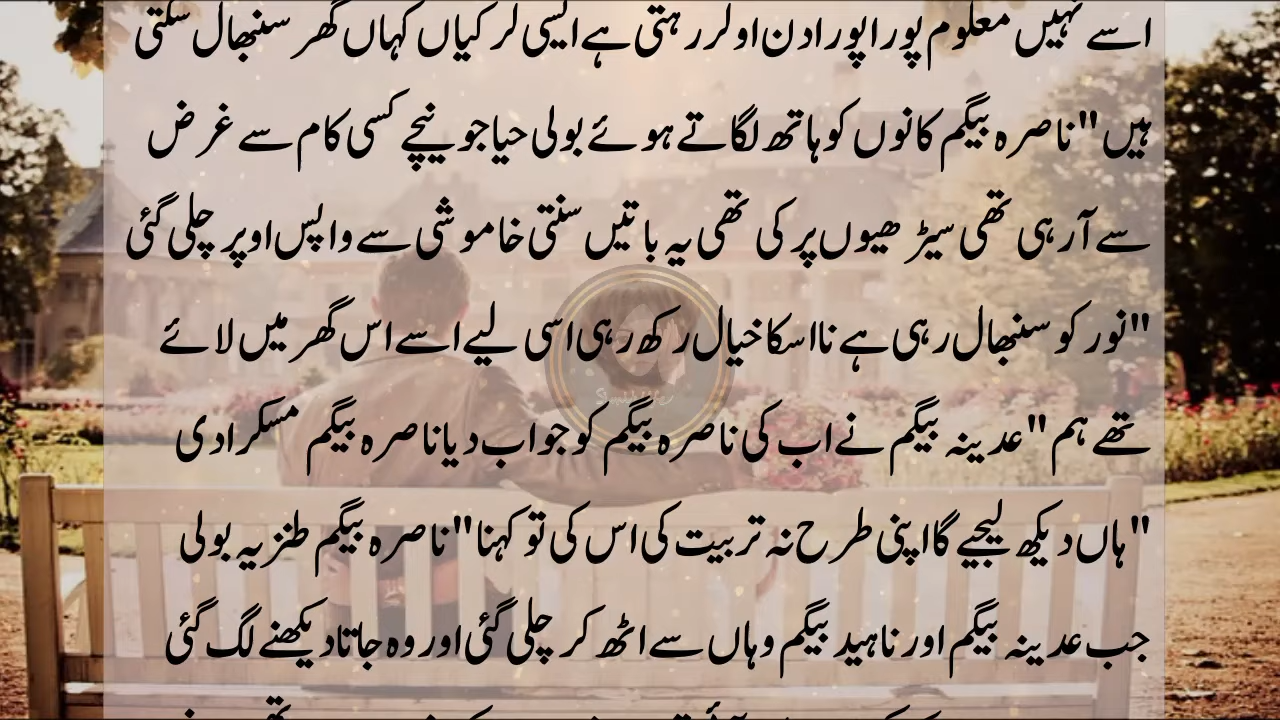 اسے نہیں معلوم پورا پورا دن اولر رہتی ہے ایسی لڑکیاں کہاں گھر سنبھال سکتی
ہیں" ناصرہ بیگم کانوں کو ہاتھ لگاتے ہوئے بولی حیا جو نیچے کسی کام سے غرض
سے آرہی تھی سیڑھیوں پر کی تھی یہ باتیں سنتی خاموشی سے واپس اوپر چلی گئی
"نور کو سنبھال رہی ہے نا اسکا خیال رکھ رہی اسی لیے اسے اس گھر میں لائے
تھے ہم" عدینہ بیگم نے اب کی ناصرہ بیگم کو جواب دیا ناصرہ بیگم مسکرا دی
"ہاں دیکھ لیجیے گا اپنی طرح نہ تربیت کی اس کی تو کہنا" ناصرہ بیگم طنزیہ بولی
جب عدینہ بیگم اور ناہید بیگم وہاں سے اٹھ کر چلی گئی اور وہ جاتا دیکھنے لگ گئی